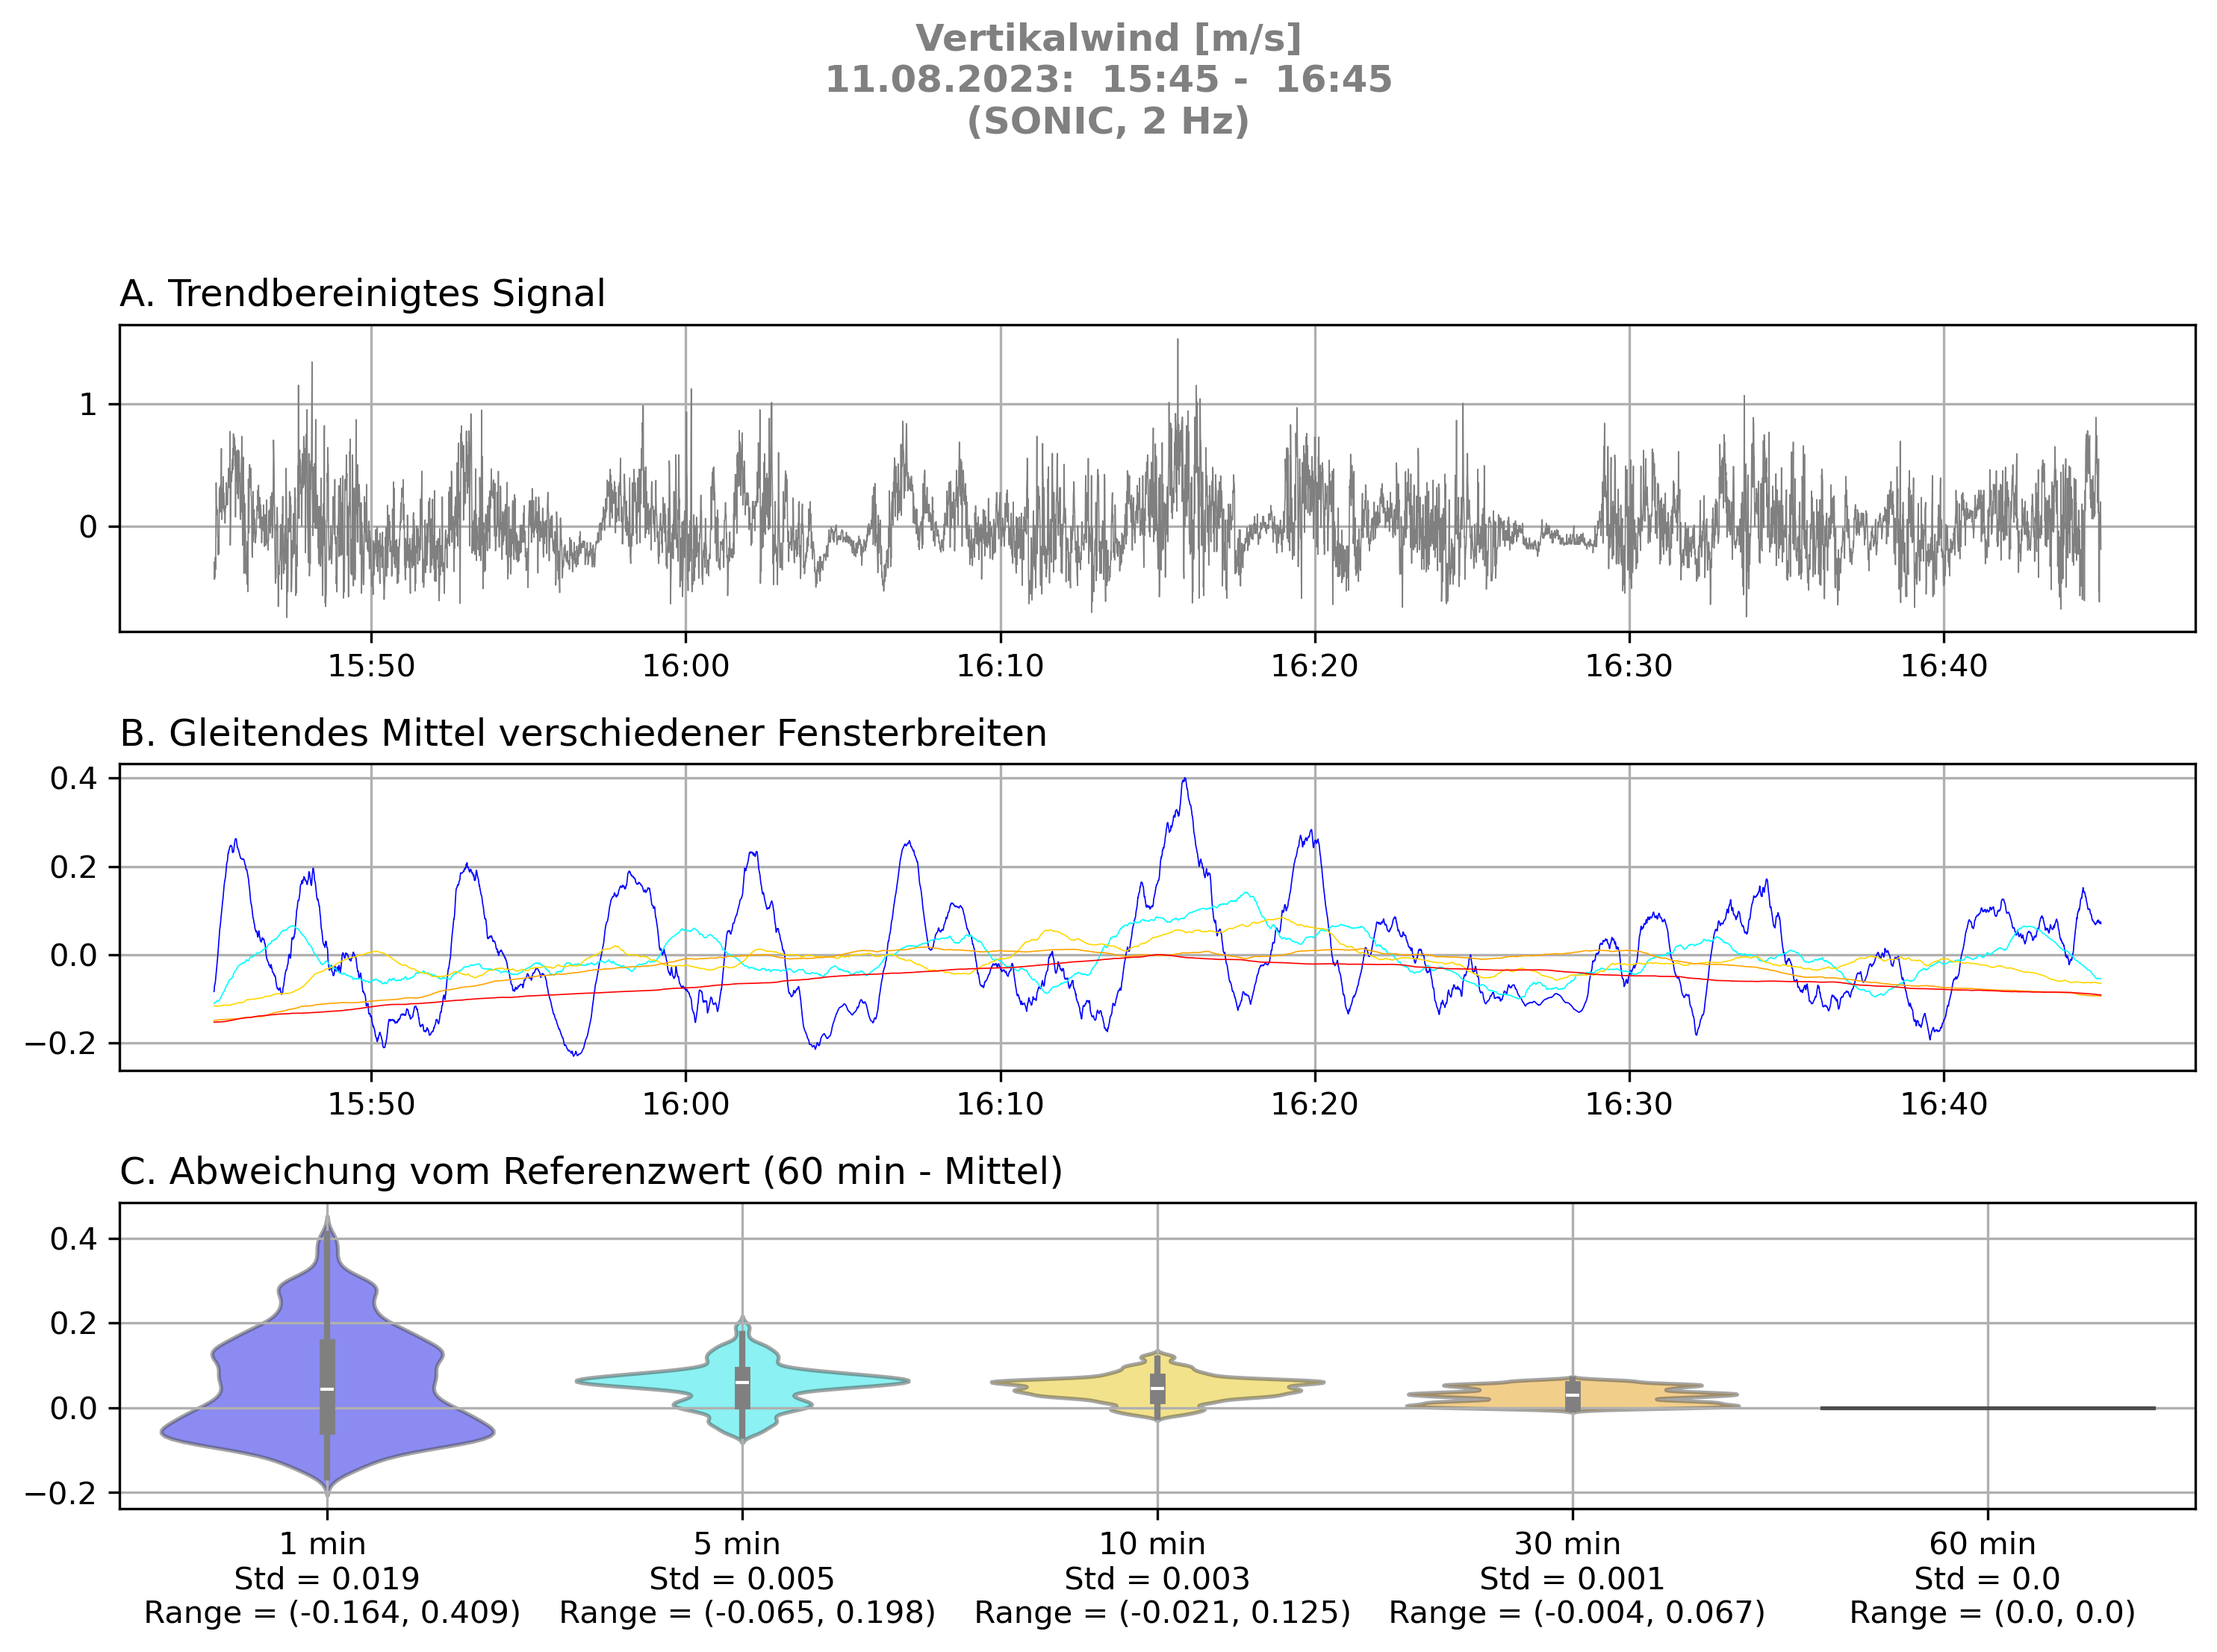 Vertikalwind [m/s]
11.08.2023:  15:45 -  16:45
(SONIC, 2 Hz)
A. Trendbereinigtes Signal
1
0
15:50 16:00 16:10 16:20 16:30 16:40
B. Gleitendes Mittel verschiedener Fensterbreiten
0.4
0.2
0.0
−0.2
15:50 16:00 16:10 16:20 16:30 16:40
C. Abweichung vom Referenzwert (60 min - Mittel)
0.4
0.2
0.0
−0.2
1 min 5 min 10 min 30 min 60 min
Std = 0.019 Std = 0.005 Std = 0.003 Std = 0.001 Std = 0.0
Range = (-0.164, 0.409) Range = (-0.065, 0.198) Range = (-0.021, 0.125) Range = (-0.004, 0.067) Range = (0.0, 0.0)